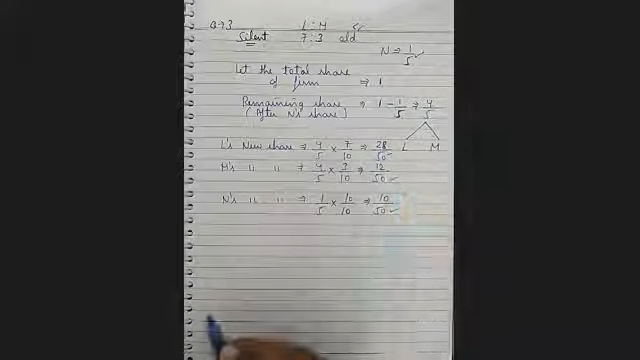 Q→3 L : M
Silent 7 : 3 old
N ⇒ 1/5 ✓
Let the total share
of firm ⇒ 1
Remaining share ⇒ 1 - 1/5 ⇒ 4/5
(After N's share)
L M
L's New share ⇒ 4/5 × 7/10 ⇒ 28/50 ✓
M's " " ⇒ 4/5 × 3/10 ⇒ 12/50 ✓
N's " " ⇒ 1/5 × 10/10 ⇒ 10/50 ✓